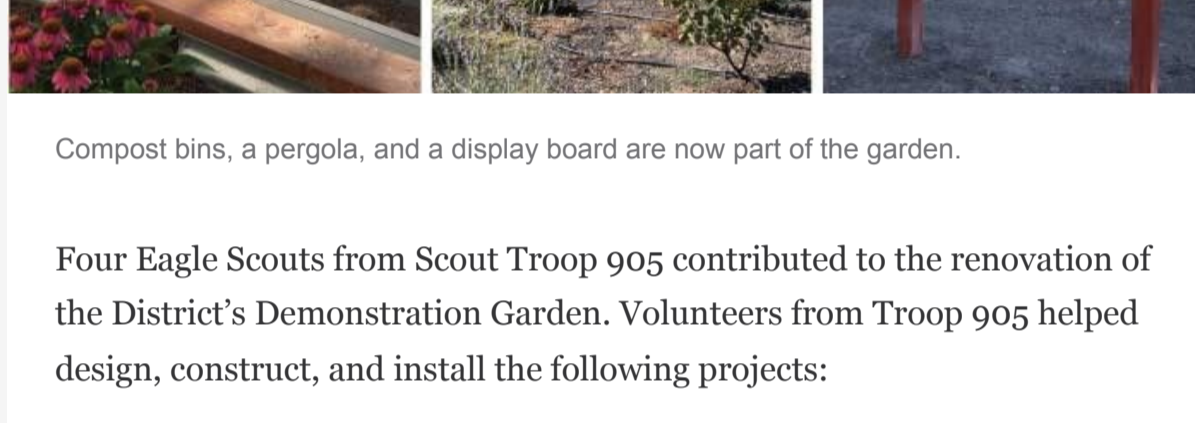 Compost bins, a pergola, and a display board are now part of the garden.
Four Eagle Scouts from Scout Troop 905 contributed to the renovation of
the District’s Demonstration Garden. Volunteers from Troop 905 helped
design, construct, and install the following projects: